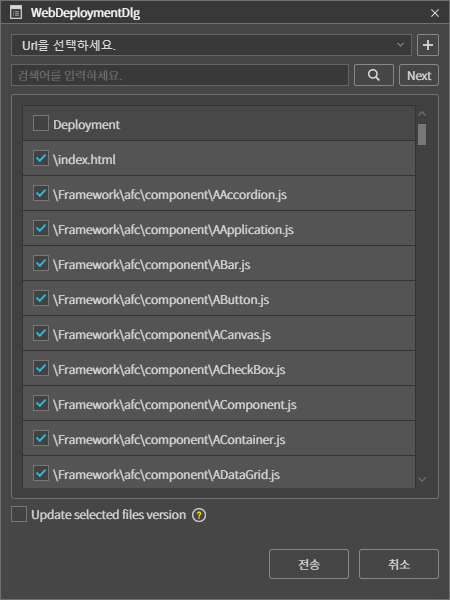 WebDeploymentDlg
Url을 선택하세요.
검색어를 입력하세요.
Next
Deployment
\index.html
\Framework\afc\component\AAccordion.js
\Framework\afc\component\AApplication.js
\Framework\afc\component\ABar.js
\Framework\afc\component\AButton.js
\Framework\afc\component\ACanvas.js
\Framework\afc\component\ACheckBox.js
\Framework\afc\component\AComponent.js
\Framework\afc\component\AContainer.js
\Framework\afc\component\ADataGrid.js
Update selected files version ?
전송 취소